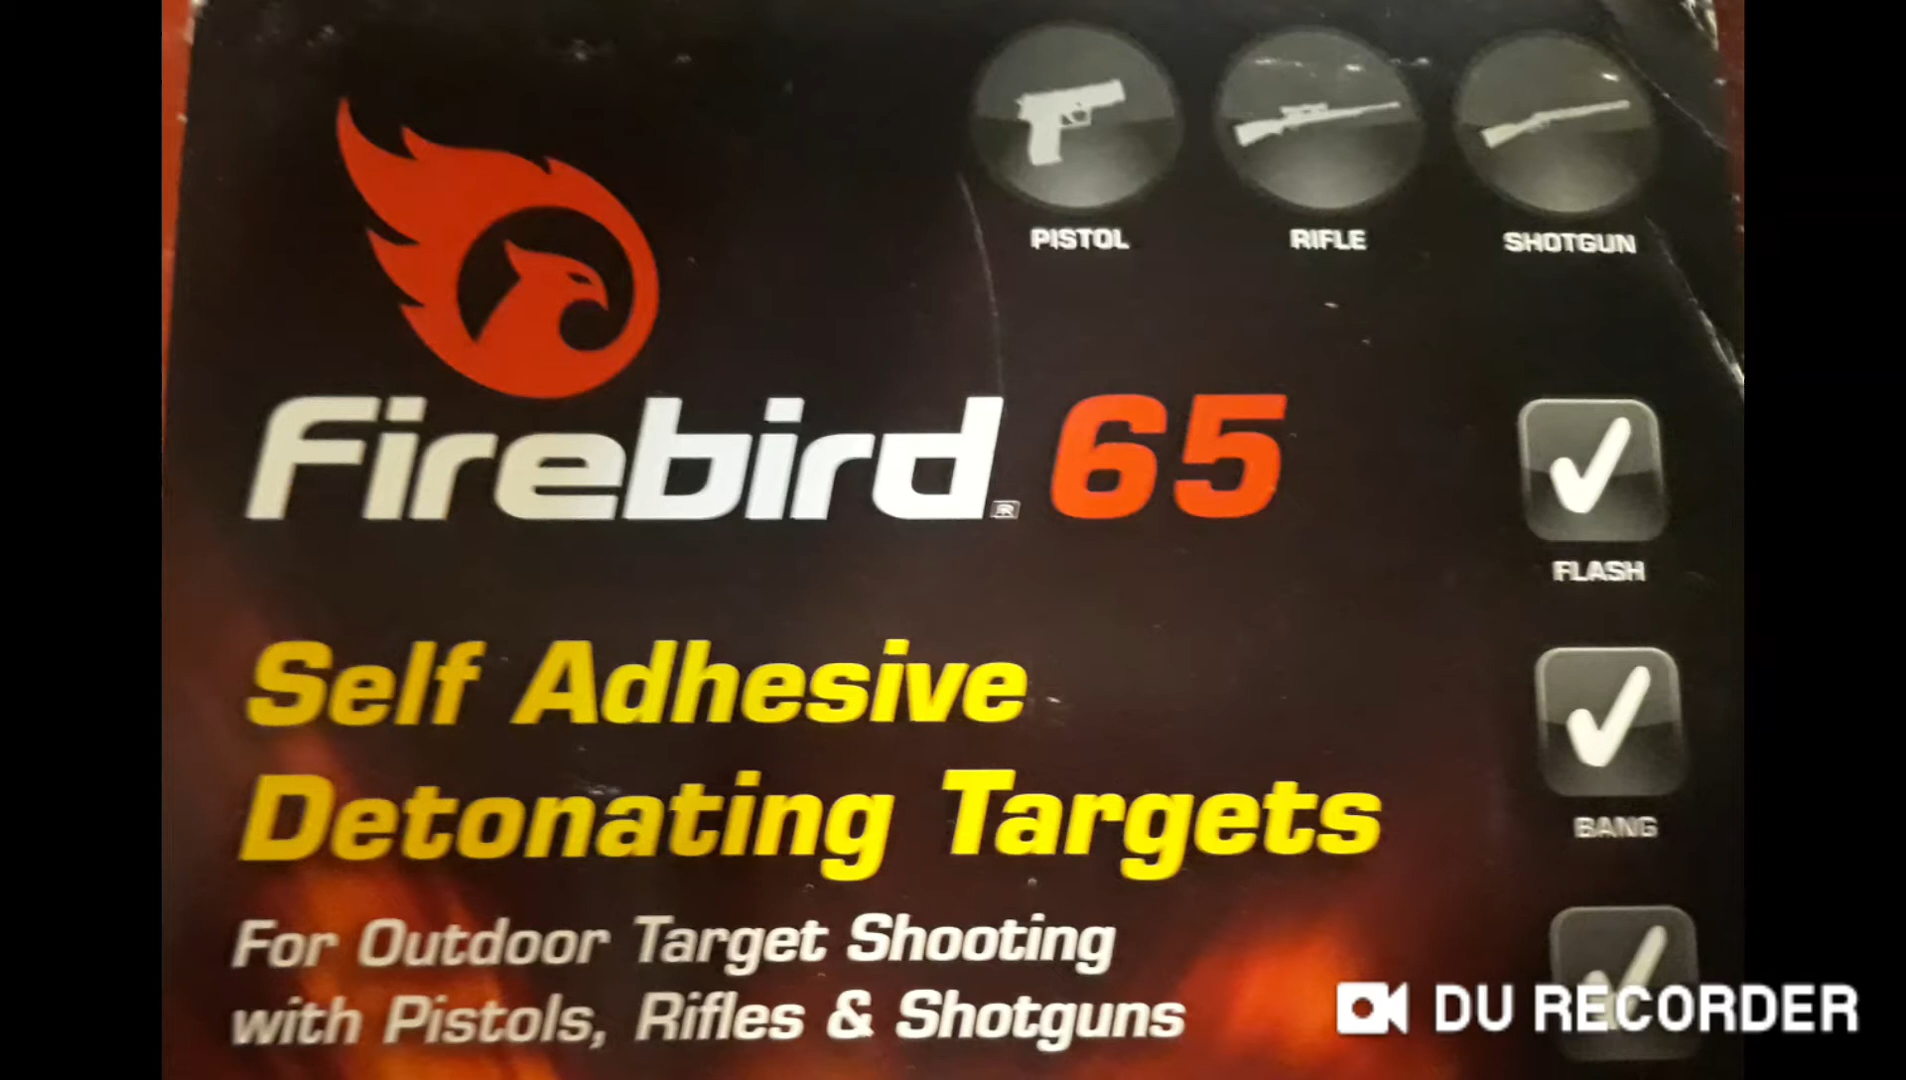 PISTOL RIFLE SHOTGUN
Firebird® 65
FLASH
Self Adhesive
Detonating Targets
BANG
For Outdoor Target Shooting
with Pistols, Rifles & Shotguns
DU RECORDER